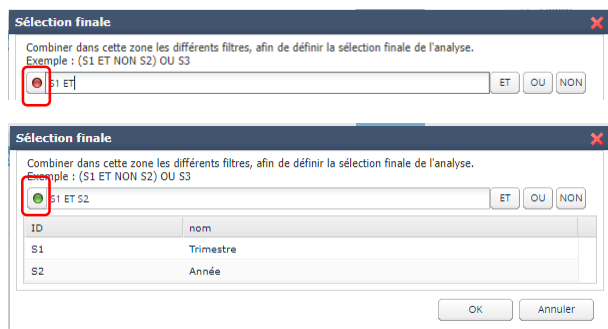 Sélection finale
Combiner dans cette zone les différents filtres, afin de définir la sélection finale de l'analyse.
Exemple : (S1 ET NON S2) OU S3
S1 ET ET OU NON
Sélection finale
Combiner dans cette zone les différents filtres, afin de définir la sélection finale de l'analyse.
Exemple : (S1 ET NON S2) OU S3
S1 ET S2 ET OU NON
ID nom
S1 Trimestre
S2 Année
OK Annuler